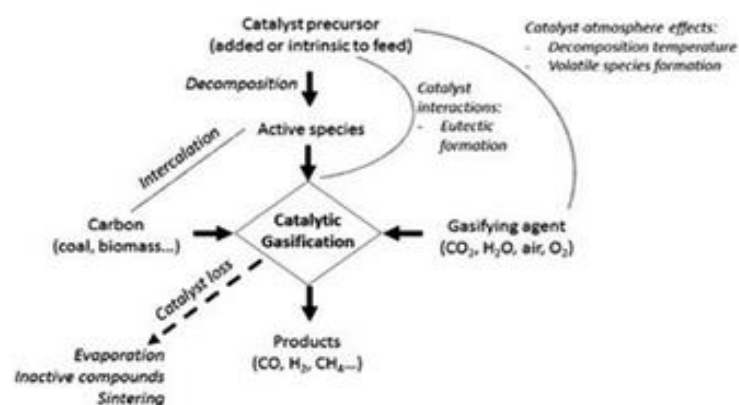 Catalyst precursor
(added or intrinsic to feed)
Catalyst-atmosphere effects:
- Decomposition temperature
- Volatile species formation
Decomposition
Catalyst
interactions:
- Eutectic
formation
Active species
Intercalation
Carbon
(coal, biomass...)
Catalytic
Gasification
Gasifying agent
(CO₂, H₂O, air, O₂)
Catalyst loss
Products
(CO, H₂, CH₄...)
Evaporation
Inactive compounds
Sintering